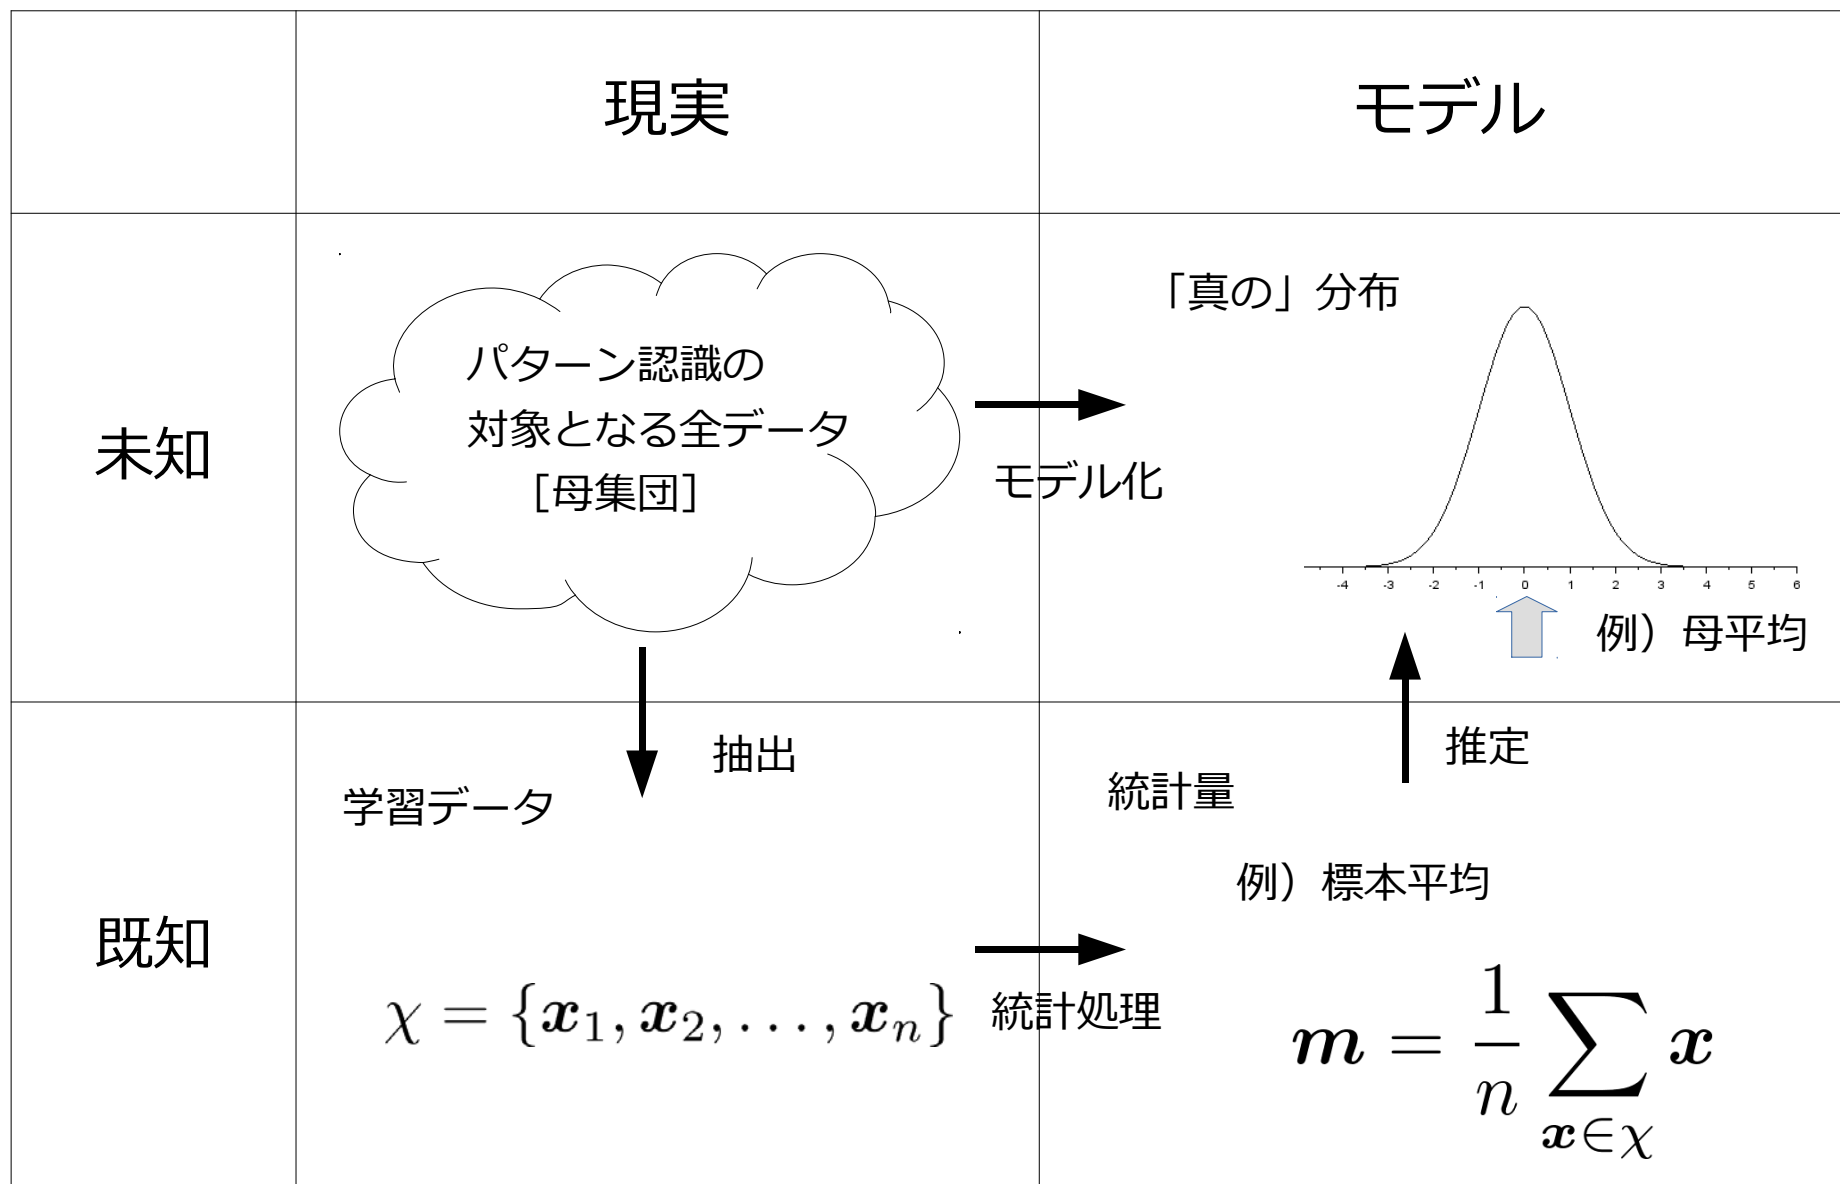 現実
モデル
未知
パターン認識の
対象となる全データ
［母集団］
モデル化
「真の」分布
-4 -3 -2 -1 0 1 2 3 4 5 6
例）母平均
既知
抽出
学習データ
χ = {x₁, x₂, . . . , xₙ}
統計処理
推定
統計量
例）標本平均
m = 1/n ∑ x
x∈χ